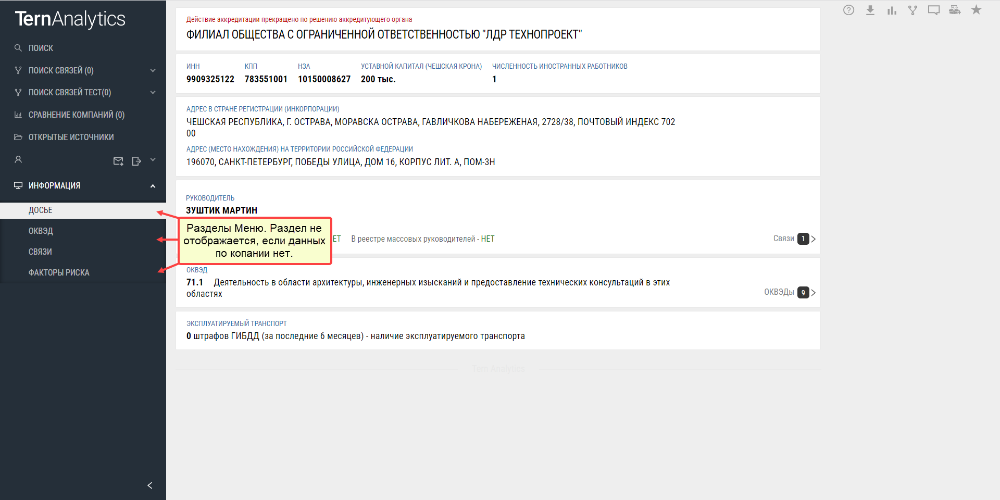 TernAnalytics
ПОИСК
ПОИСК СВЯЗЕЙ (0)
ПОИСК СВЯЗЕЙ ТЕСТ(0)
СРАВНЕНИЕ КОМПАНИЙ (0)
ОТКРЫТЫЕ ИСТОЧНИКИ
ИНФОРМАЦИЯ
ДОСЬЕ
ОКВЭД
СВЯЗИ
ФАКТОРЫ РИСКА
Действие аккредитации прекращено по решению аккредитующего органа
ФИЛИАЛ ОБЩЕСТВА С ОГРАНИЧЕННОЙ ОТВЕТСТВЕННОСТЬЮ "ЛДР ТЕХНОПРОЕКТ"
ИНН КПП НЗА УСТАВНОЙ КАПИТАЛ (ЧЕШСКАЯ КРОНА) ЧИСЛЕННОСТЬ ИНОСТРАННЫХ РАБОТНИКОВ
9909325122 783551001 10150008627 200 тыс. 1
АДРЕС В СТРАНЕ РЕГИСТРАЦИИ (ИНКОРПОРАЦИИ)
ЧЕШСКАЯ РЕСПУБЛИКА, Г. ОСТРАВА, МОРАВСКА ОСТРАВА, ГАВЛИЧКОВА НАБЕРЕЖЕНАЯ, 2728/38, ПОЧТОВЫЙ ИНДЕКС 702
00
АДРЕС (МЕСТО НАХОЖДЕНИЯ) НА ТЕРРИТОРИИ РОССИЙСКОЙ ФЕДЕРАЦИИ
196070, САНКТ-ПЕТЕРБУРГ, ПОБЕДЫ УЛИЦА, ДОМ 16, КОРПУС ЛИТ. А, ПОМ-3Н
РУКОВОДИТЕЛЬ
ЗУШТИК МАРТИН
Разделы Меню. Раздел не
отображается, если данных
по копании нет.
ЕТ В реестре массовых руководителей - НЕТ Связи 1
ОКВЭД
71.1 Деятельность в области архитектуры, инженерных изысканий и предоставление технических консультаций в этих
областях
ОКВЭДы 9
ЭКСПЛУАТИРУЕМЫЙ ТРАНСПОРТ
0 штрафов ГИБДД (за последние 6 месяцев) - наличие эксплуатируемого транспорта
Tern Analytics